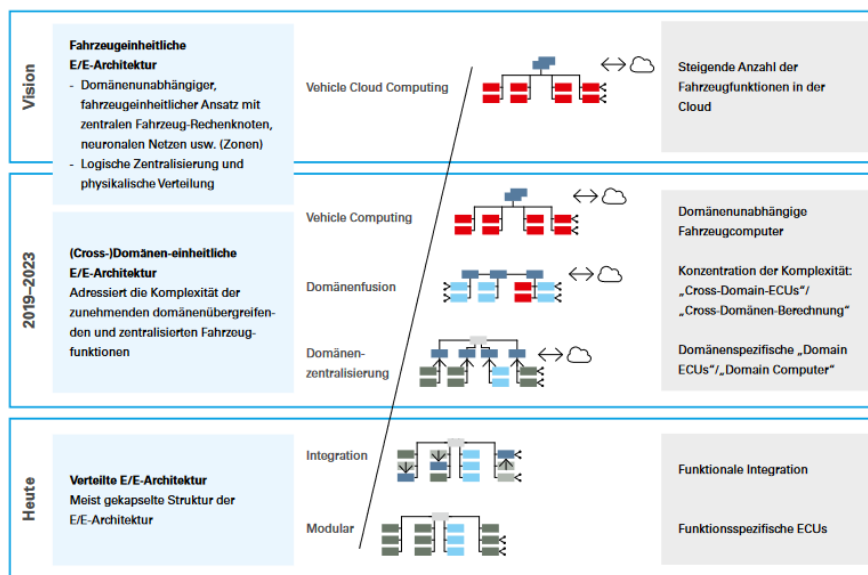 Vision
Fahrzeugeinheitliche
E/E-Architektur
- Domänenunabhängiger,
fahrzeugeinheitlicher Ansatz mit
zentralen Fahrzeug-Rechenknoten,
neuronalen Netzen usw. (Zonen)
- Logische Zentralisierung und
physikalische Verteilung
Vehicle Cloud Computing
Steigende Anzahl der
Fahrzeugfunktionen in der
Cloud
2019–2023
(Cross-)Domänen-einheitliche
E/E-Architektur
Adressiert die Komplexität der
zunehmenden domänenübergreifen-
den und zentralisierten Fahrzeug-
funktionen
Vehicle Computing
Domänenunabhängige
Fahrzeugcomputer
Domänenfusion
Konzentration der Komplexität:
„Cross-Domain-ECUs“/
„Cross-Domänen-Berechnung“
Domänen-
zentralisierung
Domänenspezifische „Domain
ECUs“/„Domain Computer“
Heute
Verteilte E/E-Architektur
Meist gekapselte Struktur der
E/E-Architektur
Integration
Funktionale Integration
Modular
Funktionsspecifische ECUs